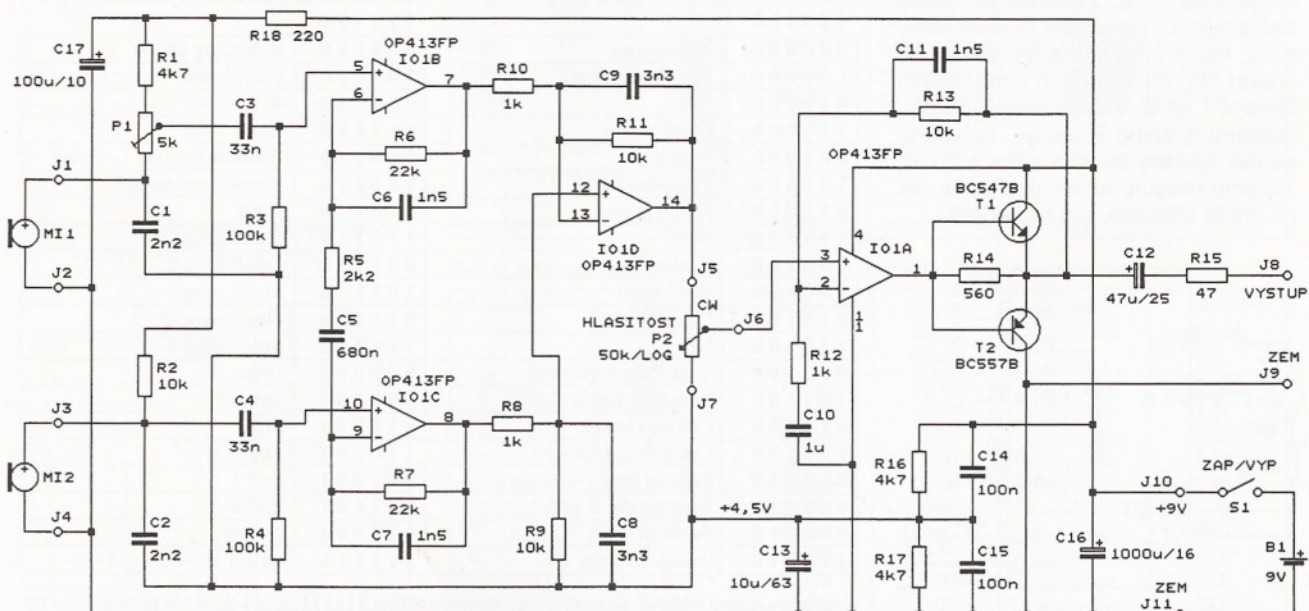 R18 220
C17
100u/10
R1
4k7
P1
5k
C3
33n
J1
MI1
J2
C1
2n2
R3
100k
OP413FP
IO1B
5
+
6
−
7
R6
22k
C6
1n5
R10
1k
C9
3n3
R11
10k
12
+
13
−
14
IO1D
OP413FP
R5
2k2
C5
680n
J5
CW
HLASITOST
P2
50k/LOG
J6
J7
C11
1n5
R13
10k
OP413FP
4
IO1A
3
+
2
−
1
1
1
R12
1k
C10
1u
BC547B
T1
R14
560
T2
BC557B
+
C12
47u/25
R15
47
J8
VYSTUP
ZEM
J9
R2
10k
J3
MI2
J4
C4
33n
C2
2n2
R4
100k
OP413FP
IO1C
10
+
9
−
8
R7
22k
C7
1n5
R8
1k
R9
10k
C8
3n3
+4,5V
C13
+
10u/63
R16
4k7
R17
4k7
C14
100n
C15
100n
C16
+
1000u/16
J10
+9V
ZAP/VYP
S1
B1
+
9V
ZEM
J11